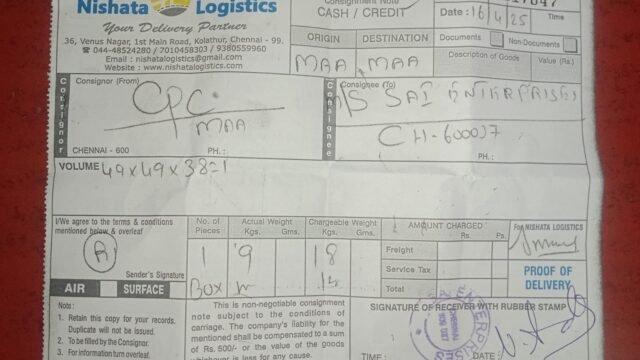 Nishata Logistics
Your Delivery Partner
36, Venus Nagar, 1st Main Road, Kolathur, Chennai - 99.
044-48524280 / 7010458303 / 9380559960
Email : nishatalogistics@gmail.com
Website : www.nishatalogistics.com
Consignment Note
CASH / CREDIT
Date : 16/4/25 Time
ORIGIN DESTINATION
MAA MAA
Documents Non-Documents
Description of Goods Value (Rs.)
Consignor
Consignor (From)
CPC
MAA
CHENNAI - 600 PH. :
Consignee
Consignee (To)
M/S SAI ENTERPRISES
CH-600037
PH. :
VOLUME 49x49x38=1
I/We agree to the terms & conditions
mentioned below & overleaf
Sender's Signature
AIR SURFACE
No. of Pieces Actual Weight Kgs. Gms. Chargeable Weight Kgs. Gms.
1 9 18
Box
AMOUNT CHARGED
Rs. Ps.
Freight
Service Tax
Total
For NISHATA LOGISTICS
PROOF OF
DELIVERY
Note :
1. Retain this copy for your records.
Duplicate will not be issued.
2. To be filled by the Consignor.
3. For information turn overleaf.
This is non-negotiable consignment
note subject to the conditions of
carriage. The company's liability for the
mentioned shall be compensated to a sum
of Rs. 500/- or the value of the goods
whichever is less for any cause.
SIGNATURE OF RECEIVER WITH RUBBER STAMP
ENTERPRISES
TIME : DATE :